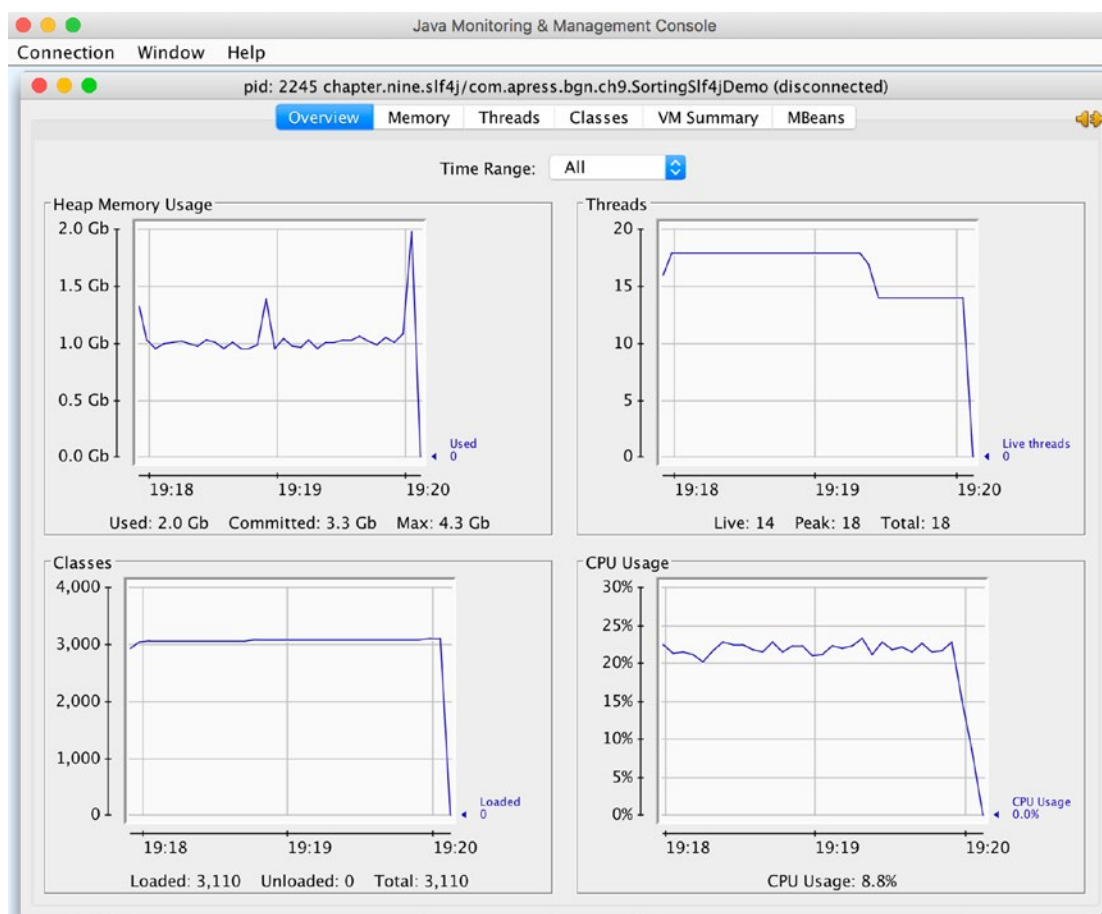 Java Monitoring & Management Console
Connection Window Help
pid: 2245 chapter.nine.slf4j/com.apress.bgn.ch9.SortingSlf4jDemo (disconnected)
Overview Memory Threads Classes VM Summary MBeans
Time Range: All
Heap Memory Usage
2.0 Gb
1.5 Gb
1.0 Gb
0.5 Gb
0.0 Gb
Used
0
19:18 19:19 19:20
Used: 2.0 Gb Committed: 3.3 Gb Max: 4.3 Gb
Threads
20
15
10
5
0
Live threads
0
19:18 19:19 19:20
Live: 14 Peak: 18 Total: 18
Classes
4,000
3,000
2,000
1,000
0
Loaded
0
19:18 19:19 19:20
Loaded: 3,110 Unloaded: 0 Total: 3,110
CPU Usage
30%
25%
20%
15%
10%
5%
0%
CPU Usage
0.0%
19:18 19:19 19:20
CPU Usage: 8.8%